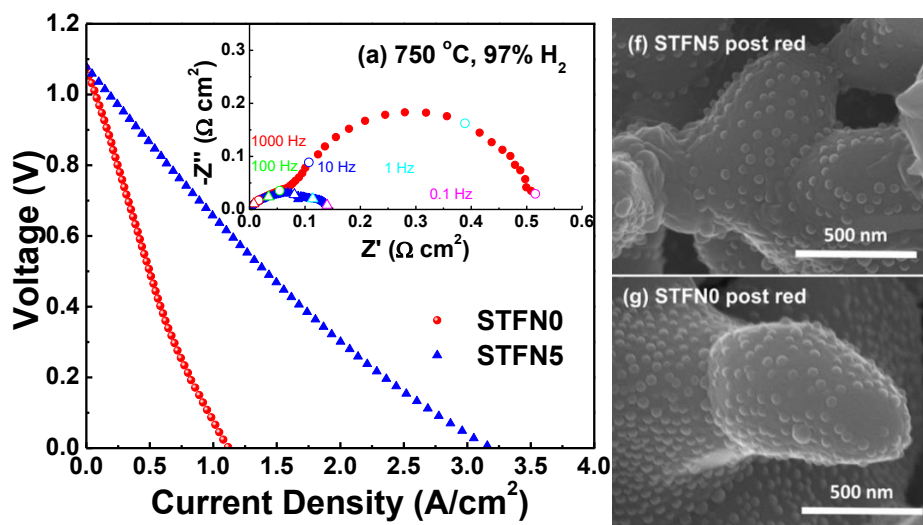 (a) 750 °C, 97% H₂
-Z'' (Ω cm²)
0.3
0.2
0.1
0.0
1000 Hz
100 Hz
10 Hz
1 Hz
0.1 Hz
0.0 0.1 0.2 0.3 0.4 0.5 0.6
Z' (Ω cm²)
Voltage (V)
1.0
0.8
0.6
0.4
0.2
0.0
STFN0
STFN5
0.0 0.5 1.0 1.5 2.0 2.5 3.0 3.5 4.0
Current Density (A/cm²)
(f) STFN5 post red
500 nm
(g) STFN0 post red
500 nm